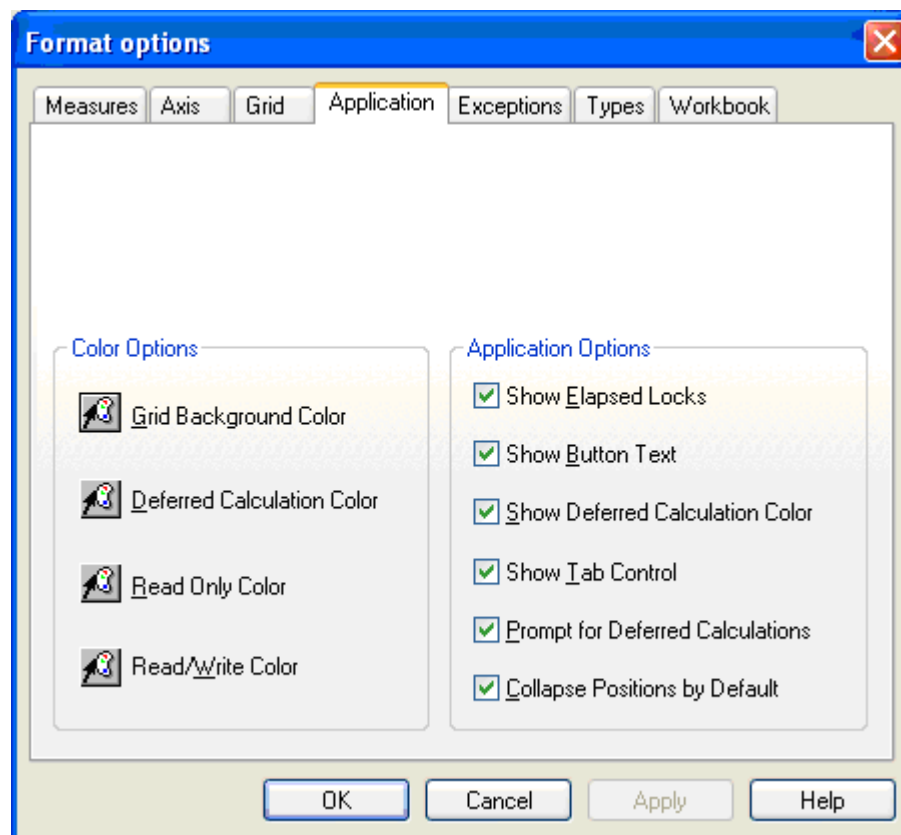 Format options
Measures Axis Grid Application Exceptions Types Workbook
Color Options
Grid Background Color
Deferred Calculation Color
Read Only Color
Read/Write Color
Application Options
Show Elapsed Locks
Show Button Text
Show Deferred Calculation Color
Show Tab Control
Prompt for Deferred Calculations
Collapse Positions by Default
OK Cancel Apply Help